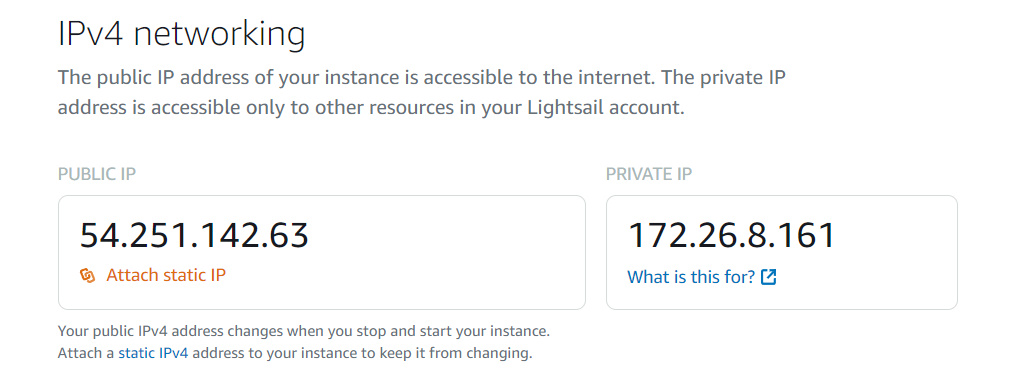 IPv4 networking
The public IP address of your instance is accessible to the internet. The private IP
address is accessible only to other resources in your Lightsail account.
PUBLIC IP
54.251.142.63
Attach static IP
PRIVATE IP
172.26.8.161
What is this for?
Your public IPv4 address changes when you stop and start your instance.
Attach a static IPv4 address to your instance to keep it from changing.